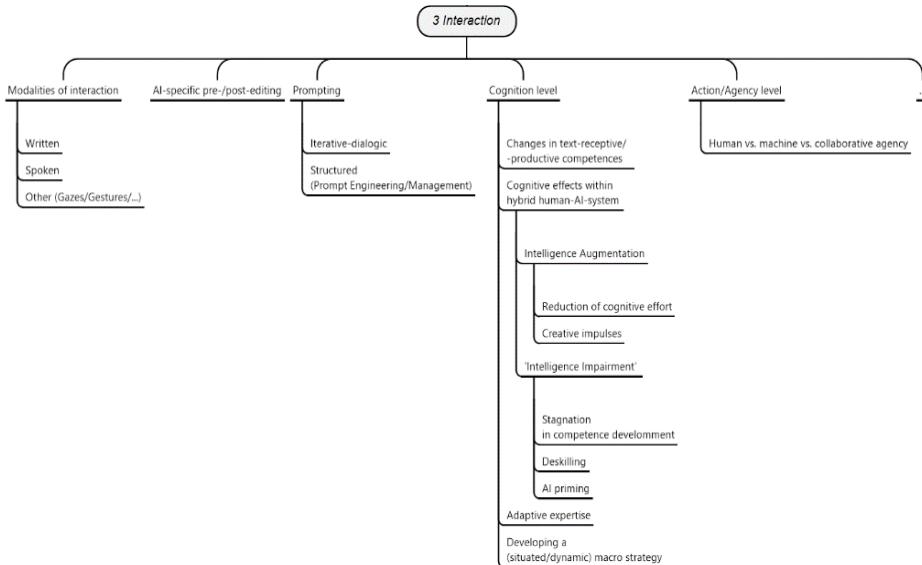 3 Interaction
Modalities of interaction
AI-specific pre-/post-editing
Prompting
Cognition level
Action/Agency level
Written
Spoken
Other (Gazes/Gestures/...)
Iterative-dialogic
Structured
(Prompt Engineering/Management)
Changes in text-receptive/
-productive competences
Cognitive effects within
hybrid human-AI-system
Intelligence Augmentation
Reduction of cognitive effort
Creative impulses
'Intelligence Impairment'
Stagnation
in competence develomment
Deskilling
AI priming
Adaptive expertise
Developing a
(situated/dynamic) macro strategy
Human vs. machine vs. collaborative agency